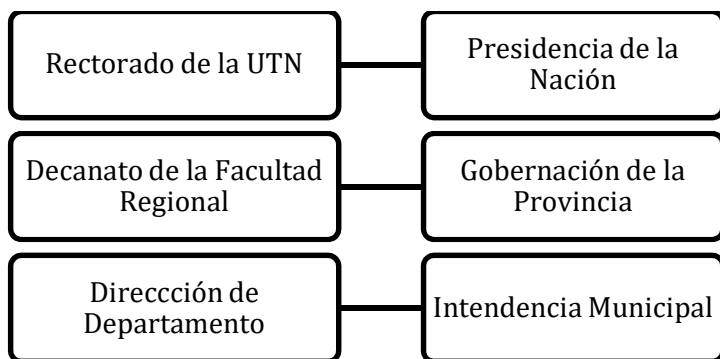 Rectorado de la UTN
Presidencia de la
Nación
Decanato de la Facultad
Regional
Gobernación de la
Provincia
Direccción de
Departamento
Intendencia Municipal